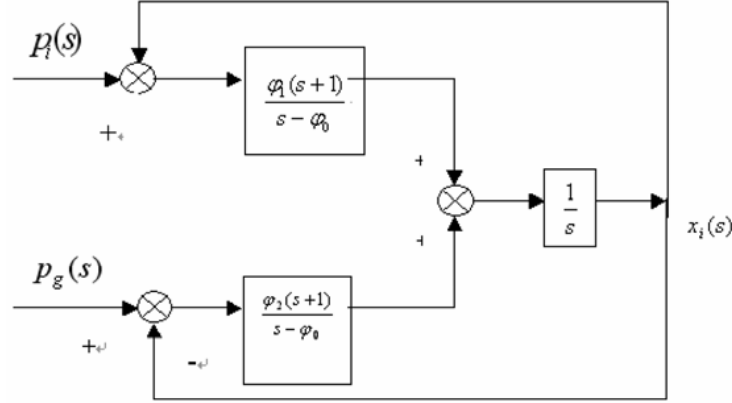 p_i(s)
+
φ_1(s+1)
s − φ_0
+
1
s
x_i(s)
+
p_g(s)
+↵
φ_2(s+1)
s − φ_0
-↵